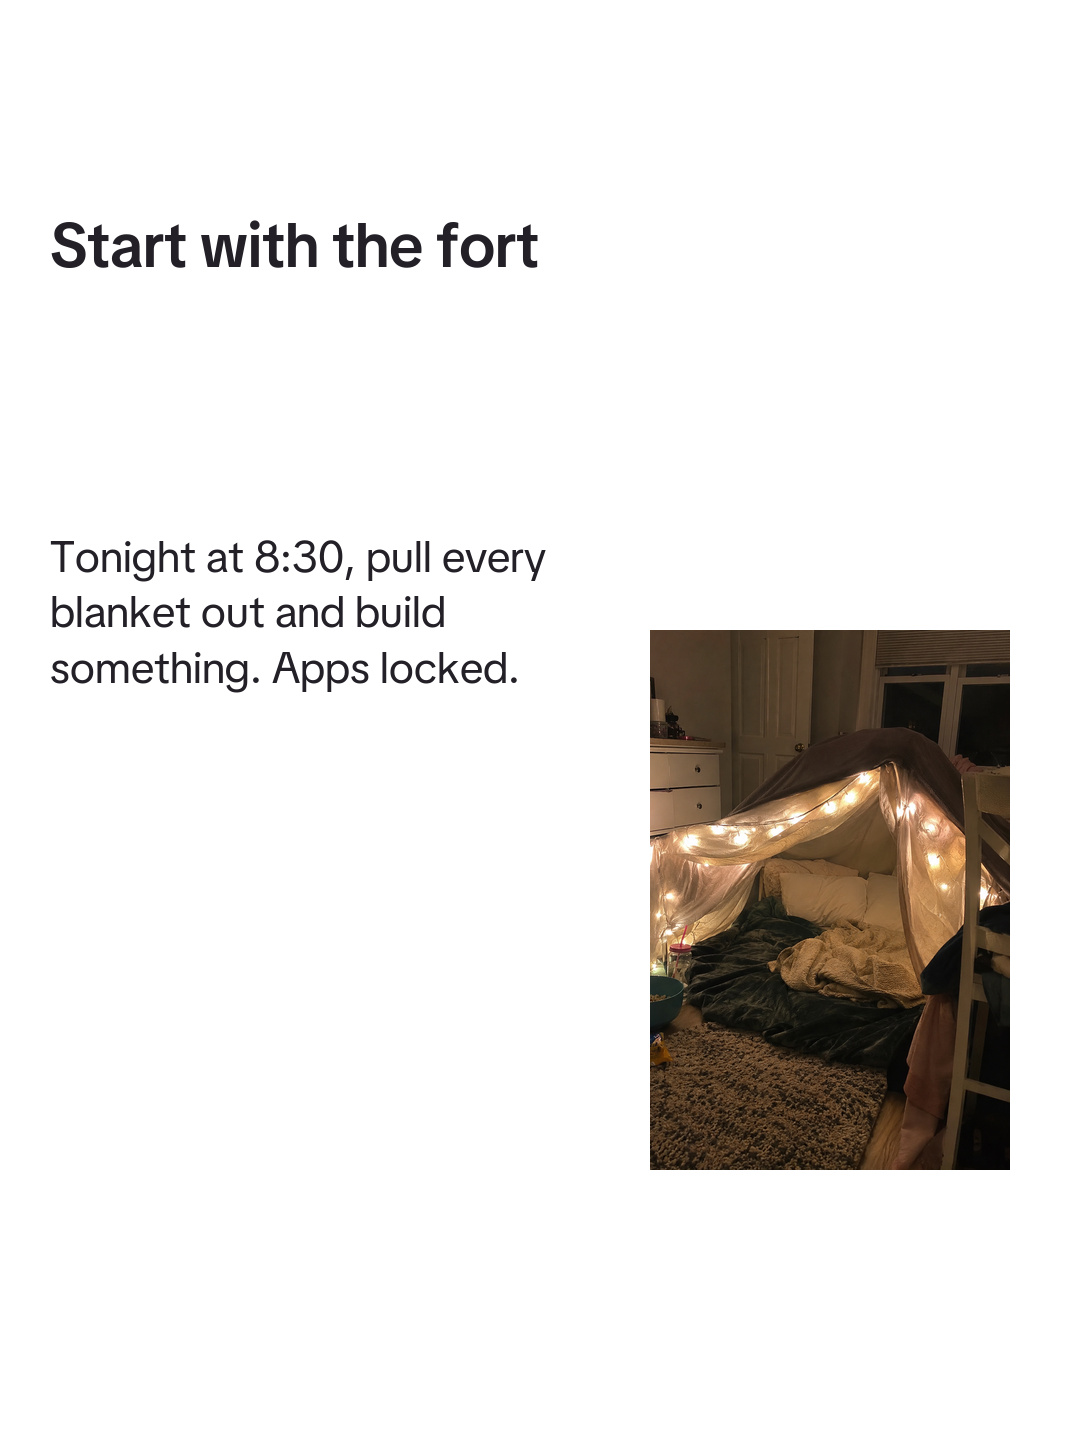 Start with the fort
Tonight at 8:30, pull every
blanket out and build
something. Apps locked.